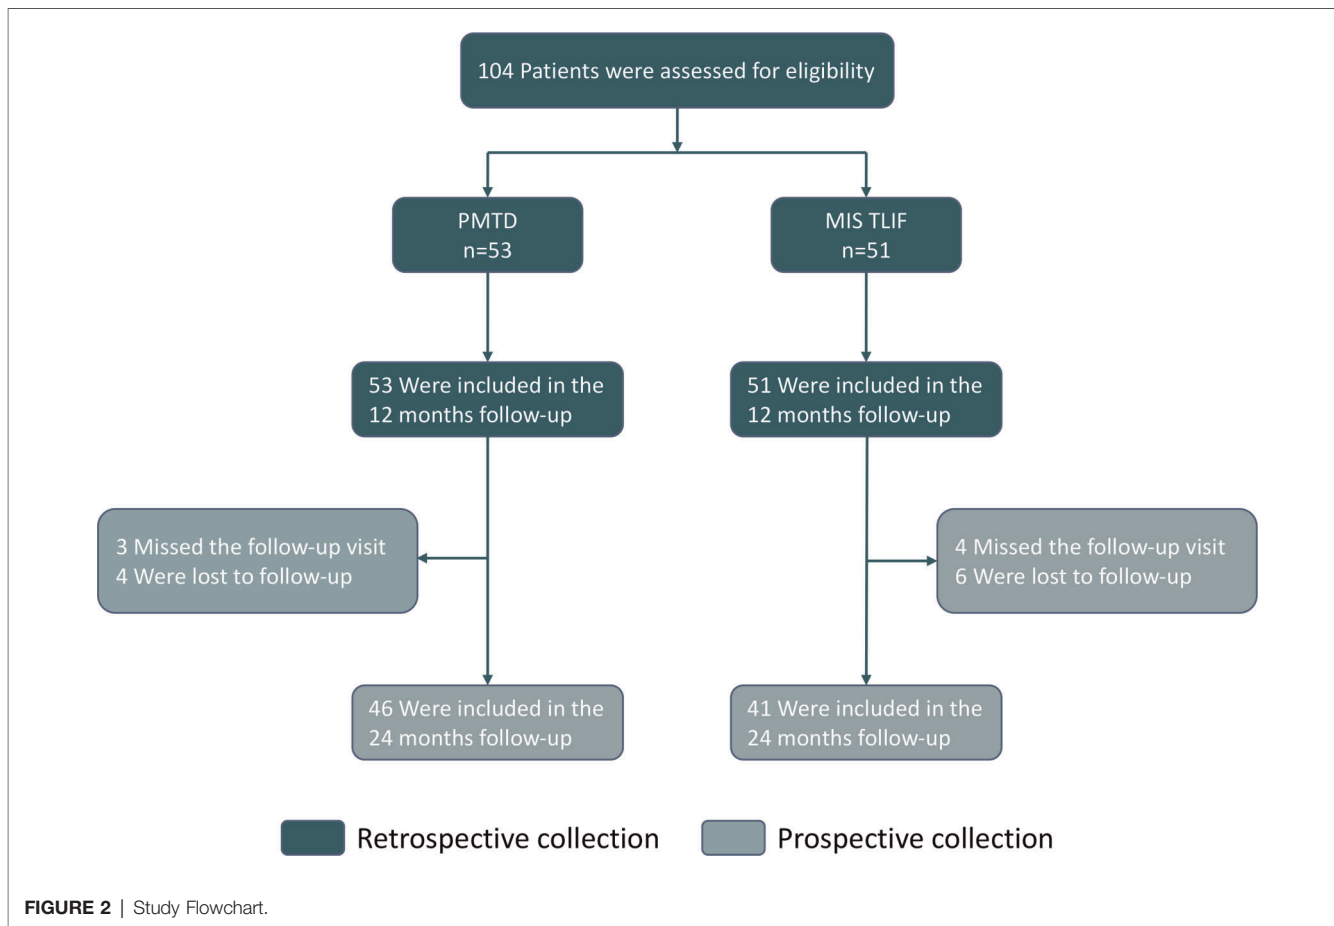 104 Patients were assessed for eligibility
PMTD
n=53
MIS TLIF
n=51
53 Were included in the
12 months follow-up
51 Were included in the
12 months follow-up
3 Missed the follow-up visit
4 Were lost to follow-up
4 Missed the follow-up visit
6 Were lost to follow-up
46 Were included in the
24 months follow-up
41 Were included in the
24 months follow-up
Retrospective collection
Prospective collection
FIGURE 2 | Study Flowchart.